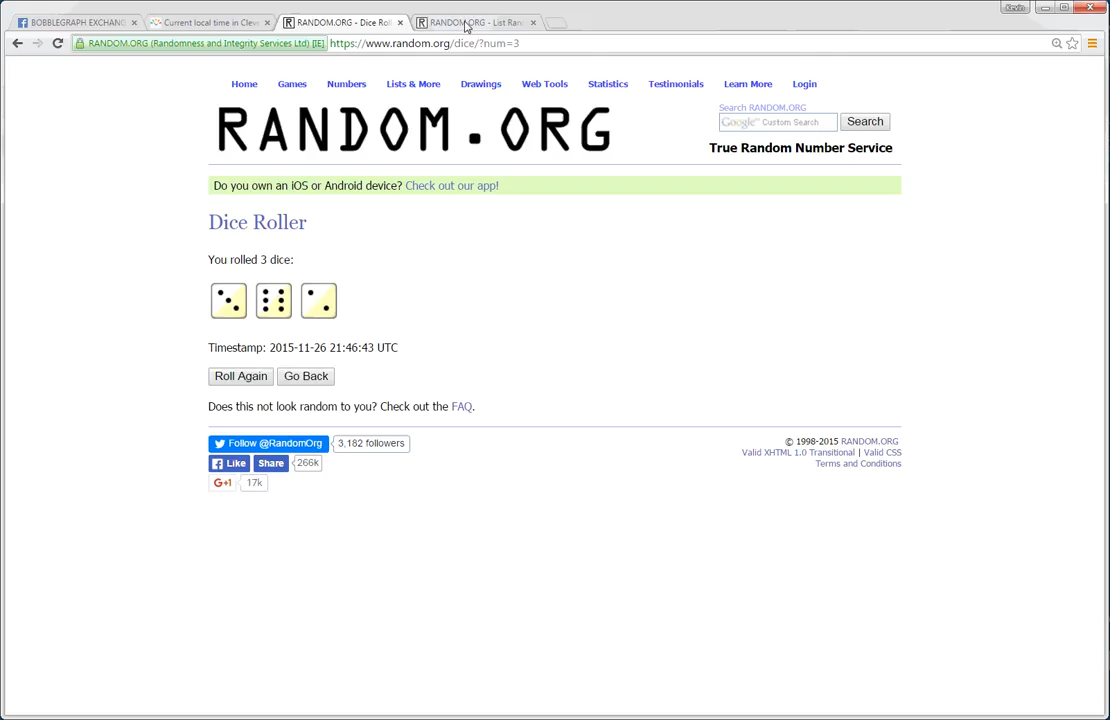 Kevin
BOBBLEGRAPH EXCHANG
Current local time in Clev
RANDOM.ORG - Dice Roll
RANDOM.ORG - List Ran
RANDOM.ORG (Randomness and Integrity Services Ltd) [IE]
https://www.random.org/dice/?num=3
Home Games Numbers Lists & More Drawings Web Tools Statistics Testimonials Learn More Login
RANDOM.ORG
Search RANDOM.ORG
Google™ Custom Search
Search
True Random Number Service
Do you own an iOS or Android device? Check out our app!
Dice Roller
You rolled 3 dice:
Timestamp: 2015-11-26 21:46:43 UTC
Roll Again Go Back
Does this not look random to you? Check out the FAQ.
Follow @RandomOrg 3,182 followers
Like Share 266k
G+1 17k
© 1998-2015 RANDOM.ORG
Valid XHTML 1.0 Transitional | Valid CSS
Terms and Conditions